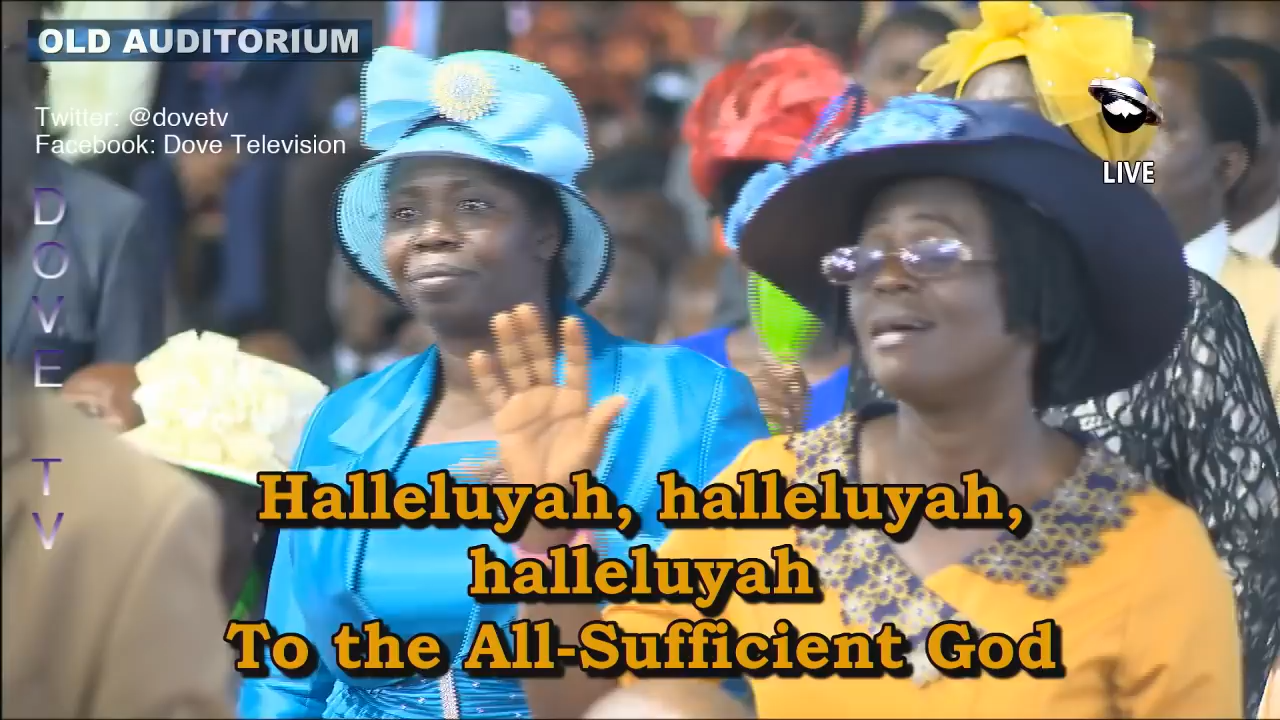 OLD AUDITORIUM
Twitter: @dovetv
Facebook: Dove Television
LIVE
DOVE TV
Halleluyah, halleluyah,
halleluyah
To the All-Sufficient God